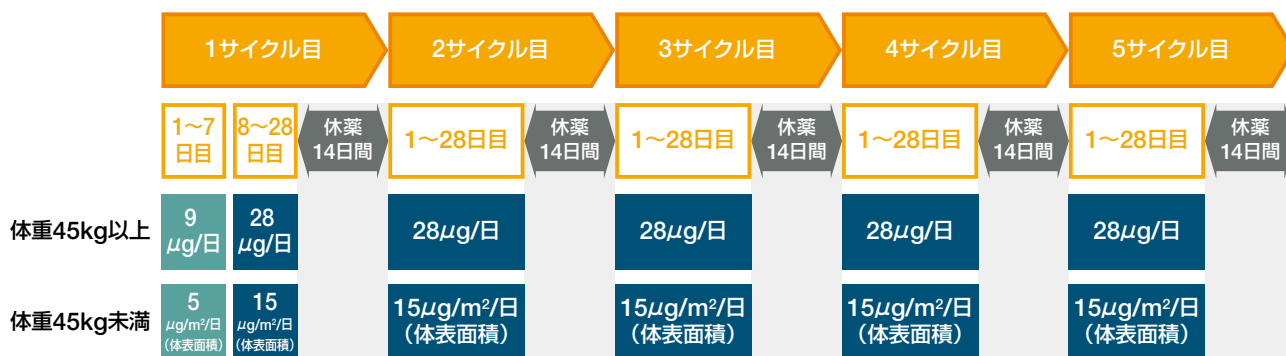 1サイクル目
2サイクル目
3サイクル目
4サイクル目
5サイクル目
1～7
日目
8～28
日目
休薬
14日間
1～28日目
休薬
14日間
1～28日目
休薬
14日間
1～28日目
休薬
14日間
1～28日目
休薬
14日間
体重45kg以上
9
μg/日
28
μg/日
28μg/日
28μg/日
28μg/日
28μg/日
体重45kg未満
5
μg/m²/日
（体表面積）
15
μg/m²/日
（体表面積）
15μg/m²/日
（体表面積）
15μg/m²/日
（体表面積）
15μg/m²/日
（体表面積）
15μg/m²/日
（体表面積）